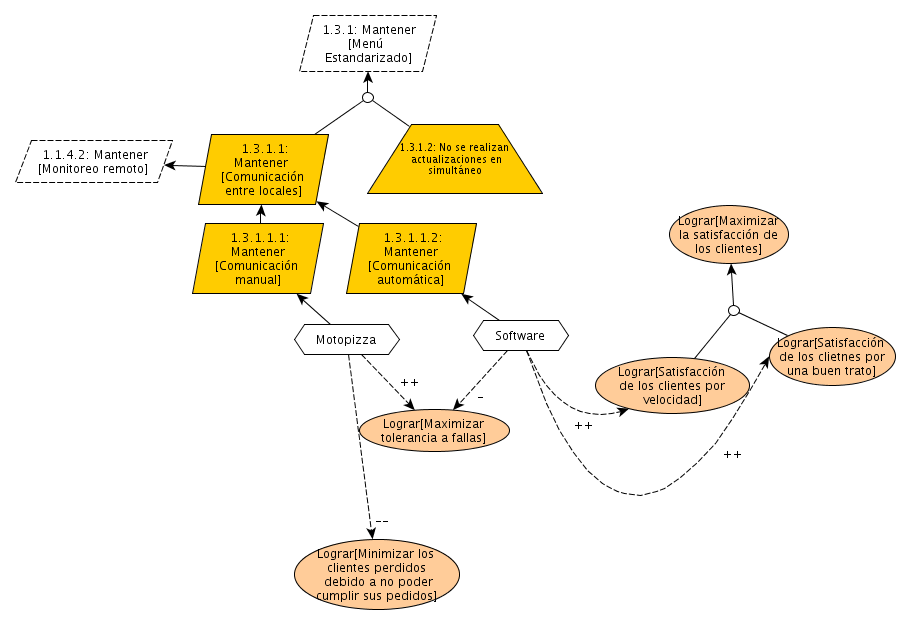 1.3.1: Mantener
[Menú
Estandarizado]
1.1.4.2: Mantener
[Monitoreo remoto]
1.3.1.1:
Mantener
[Comunicación
entre locales]
1.3.1.2: No se realizan
actualizaciones en
simultáneo
1.3.1.1.1:
Mantener
[Comunicación
manual]
1.3.1.1.2:
Mantener
[Comunicación
automática]
Lograr[Maximizar
la satisfacción de
los clientes]
Motopizza
Software
Lograr[Satisfacción
de los clietnes por
una buen trato]
Lograr[Satisfacción
de los clientes por
velocidad]
++
-
++
++
Lograr[Maximizar
tolerancia a fallas]
--
Lograr[Minimizar los
clientes perdidos
debido a no poder
cumplir sus pedidos]